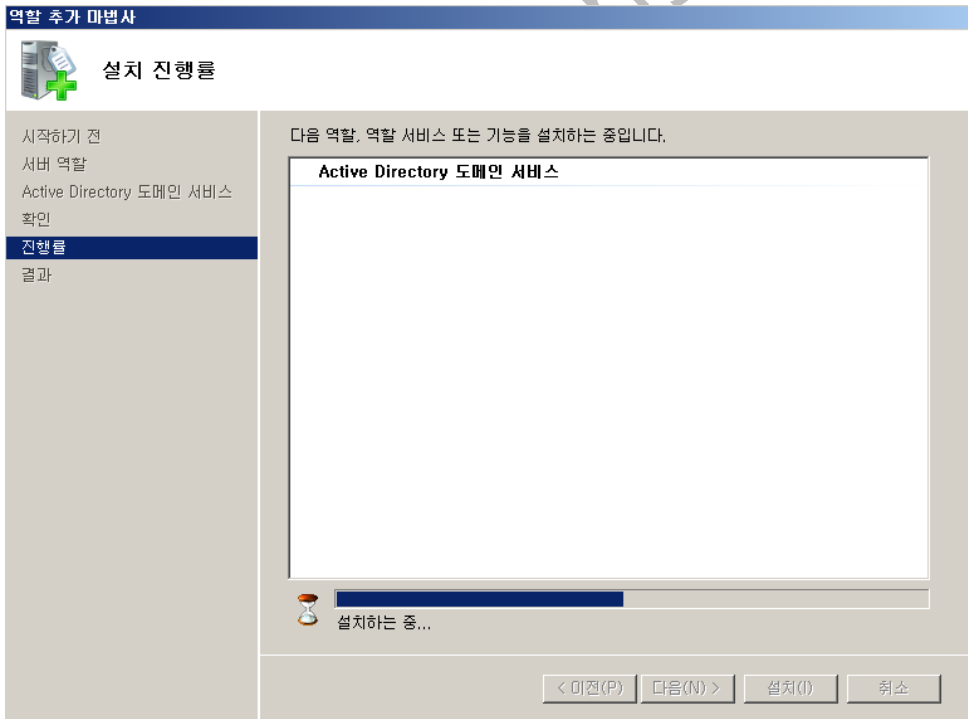 역할 추가 마법사
설치 진행률
시작하기 전
서버 역할
Active Directory 도메인 서비스
확인
진행률
결과
다음 역할, 역할 서비스 또는 기능을 설치하는 중입니다.
Active Directory 도메인 서비스
설치하는 중...
< 이전(P)
다음(N) >
설치(I)
취소